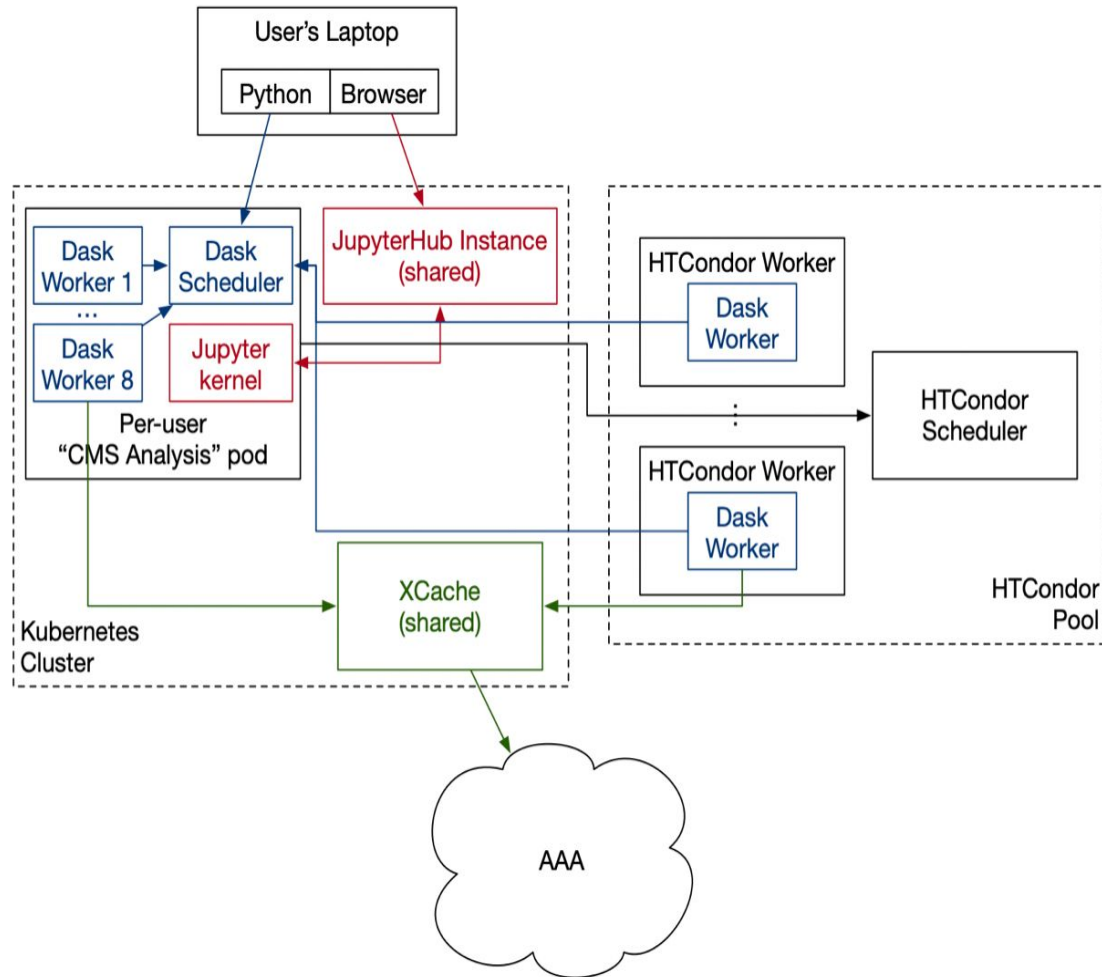 User's Laptop
Python
Browser
Dask
Worker 1
...
Dask
Worker 8
Dask
Scheduler
Jupyter
kernel
Per-user
“CMS Analysis” pod
JupyterHub Instance
(shared)
XCache
(shared)
Kubernetes
Cluster
HTCondor Worker
Dask
Worker
...
HTCondor Worker
Dask
Worker
HTCondor
Scheduler
HTCondor
Pool
AAA